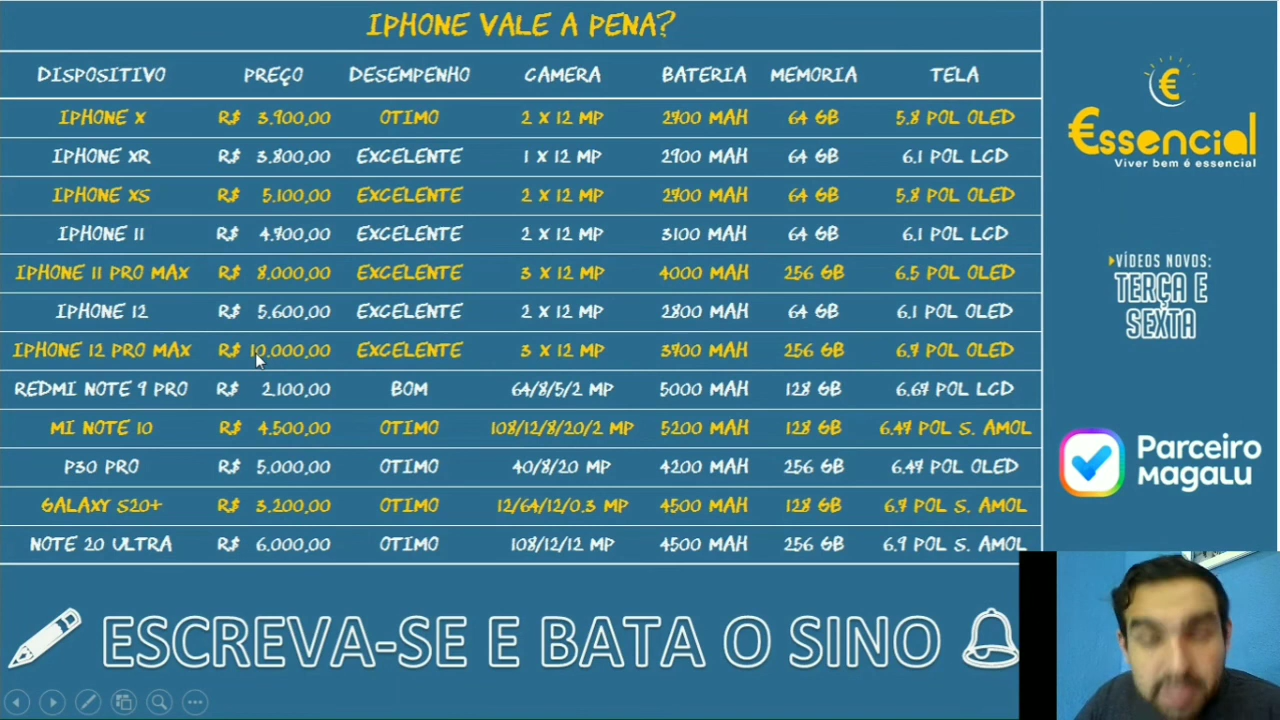 IPHONE VALE A PENA?
DISPOSITIVO PREÇO DESEMPENHO CAMERA BATERIA MEMORIA TELA
IPHONE X R$ 3.900,00 OTIMO 2 X 12 MP 2700 MAH 64 GB 5.8 POL OLED
IPHONE XR R$ 3.800,00 EXCELENTE 1 X 12 MP 2900 MAH 64 GB 6.1 POL LCD
IPHONE XS R$ 5.100,00 EXCELENTE 2 X 12 MP 2700 MAH 64 GB 5.8 POL OLED
IPHONE 11 R$ 4.700,00 EXCELENTE 2 X 12 MP 3100 MAH 64 GB 6.1 POL LCD
IPHONE 11 PRO MAX R$ 8.000,00 EXCELENTE 3 X 12 MP 4000 MAH 256 GB 6.5 POL OLED
IPHONE 12 R$ 5.600,00 EXCELENTE 2 X 12 MP 2800 MAH 64 GB 6.1 POL OLED
IPHONE 12 PRO MAX R$ 10.000,00 EXCELENTE 3 X 12 MP 3700 MAH 256 GB 6.7 POL OLED
REDMI NOTE 9 PRO R$ 2.100,00 BOM 64/8/5/2 MP 5000 MAH 128 GB 6.67 POL LCD
MI NOTE 10 R$ 4.500,00 OTIMO 108/12/8/20/2 MP 5200 MAH 128 GB 6.47 POL S. AMOL
P30 PRO R$ 5.000,00 OTIMO 40/8/20 MP 4200 MAH 256 GB 6.47 POL OLED
GALAXY S20+ R$ 3.200,00 OTIMO 12/64/12/0.3 MP 4500 MAH 128 GB 6.7 POL S. AMOL
NOTE 20 ULTRA R$ 6.000,00 OTIMO 108/12/12 MP 4500 MAH 256 GB 6.9 POL S. AMOL
ESCREVA-SE E BATA O SINO
€
€ssencial
Viver bem é essencial
VÍDEOS NOVOS:
TERÇA E
SEXTA
Parceiro
Magalu